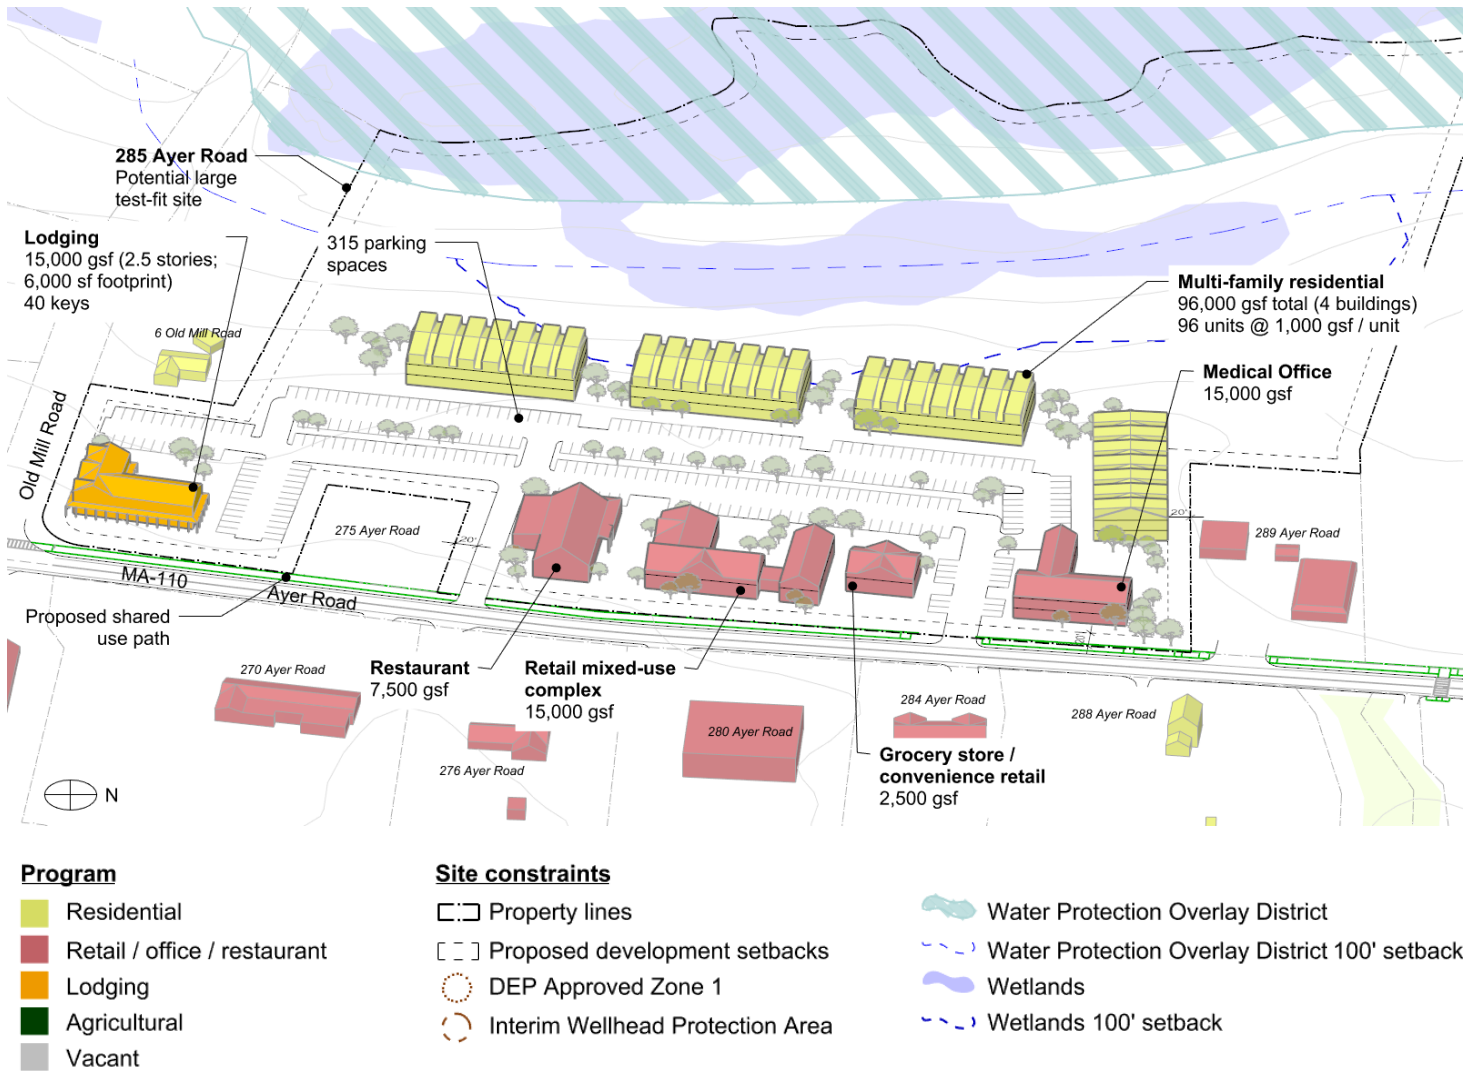 285 Ayer Road
Potential large
test-fit site
Lodging
15,000 gsf (2.5 stories;
6,000 sf footprint)
40 keys
315 parking
spaces
Multi-family residential
96,000 gsf total (4 buildings)
96 units @ 1,000 gsf / unit
6 Old Mill Road
Medical Office
15,000 gsf
Old Mill Road
275 Ayer Road
20'
20'
289 Ayer Road
MA-110
Ayer Road
Proposed shared
use path
20'
Restaurant
7,500 gsf
Retail mixed-use
complex
15,000 gsf
270 Ayer Road
276 Ayer Road
280 Ayer Road
284 Ayer Road
288 Ayer Road
Grocery store /
convenience retail
2,500 gsf
N
Program
Residential
Retail / office / restaurant
Lodging
Agricultural
Vacant
Site constraints
Property lines
Proposed development setbacks
DEP Approved Zone 1
Interim Wellhead Protection Area
Water Protection Overlay District
Water Protection Overlay District 100' setback
Wetlands
Wetlands 100' setback